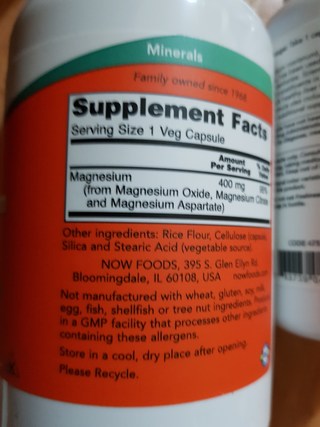 Minerals
Family owned since 1968
Supplement Facts
Serving Size 1 Veg Capsule
Amount
Per Serving
Magnesium 400 mg
(from Magnesium Oxide, Magnesium Citrate
and Magnesium Aspartate)
Other ingredients: Rice Flour, Cellulose (capsule),
Silica and Stearic Acid (vegetable source)
NOW FOODS, 395 S. Glen Ellyn Rd.
Bloomingdale, IL 60108, USA nowfoods.com
Not manufactured with wheat, gluten, soy, milk,
egg, fish, shellfish or tree nut ingredients.
in a GMP facility that processes other ingredients
containing these allergens.
Store in a cool, dry place after opening.
Please Recycle.